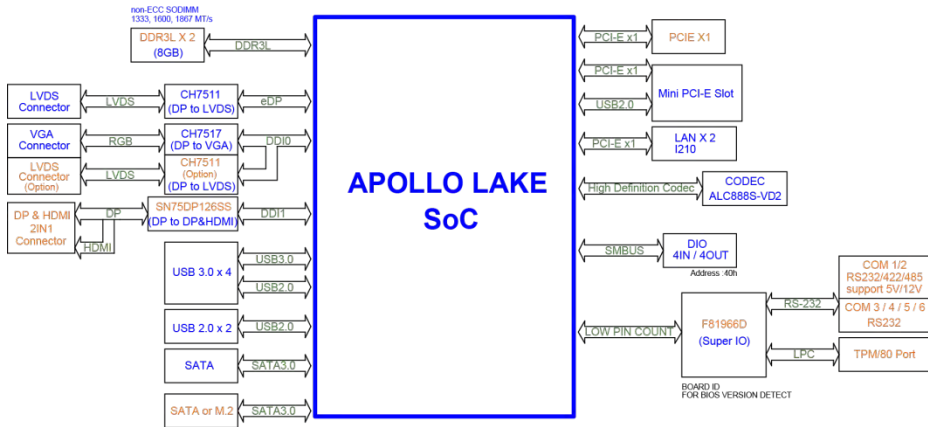 non-ECC SODIMM
1333, 1600, 1867 MT/s
DDR3L X 2
(8GB)
DDR3L
LVDS
Connector
LVDS
CH7511
(DP to LVDS)
eDP
VGA
Connector
RGB
CH7517
(DP to VGA)
DDI0
LVDS
Connector
(Option)
LVDS
CH7511
(Option)
(DP to LVDS)
DP & HDMI
2IN1
Connector
DP
HDMI
SN75DP126SS
(DP to DP&HDMI)
DDI1
USB 3.0 x 4
USB3.0
USB2.0
USB 2.0 x 2
USB2.0
SATA
SATA3.0
SATA or M.2
SATA3.0
APOLLO LAKE
SoC
PCI-E x1
PCIE X1
PCI-E x1
USB2.0
Mini PCI-E Slot
PCI-E x1
LAN X 2
I210
High Definition Codec
CODEC
ALC888S-VD2
SMBUS
DIO
4IN / 4OUT
Address :40h
LOW PIN COUNT
F81966D
(Super IO)
BOARD ID
FOR BIOS VERSION DETECT
RS-232
COM 1/2
RS232/422/485
support 5V/12V
COM 3 / 4 / 5 / 6
RS232
LPC
TPM/80 Port